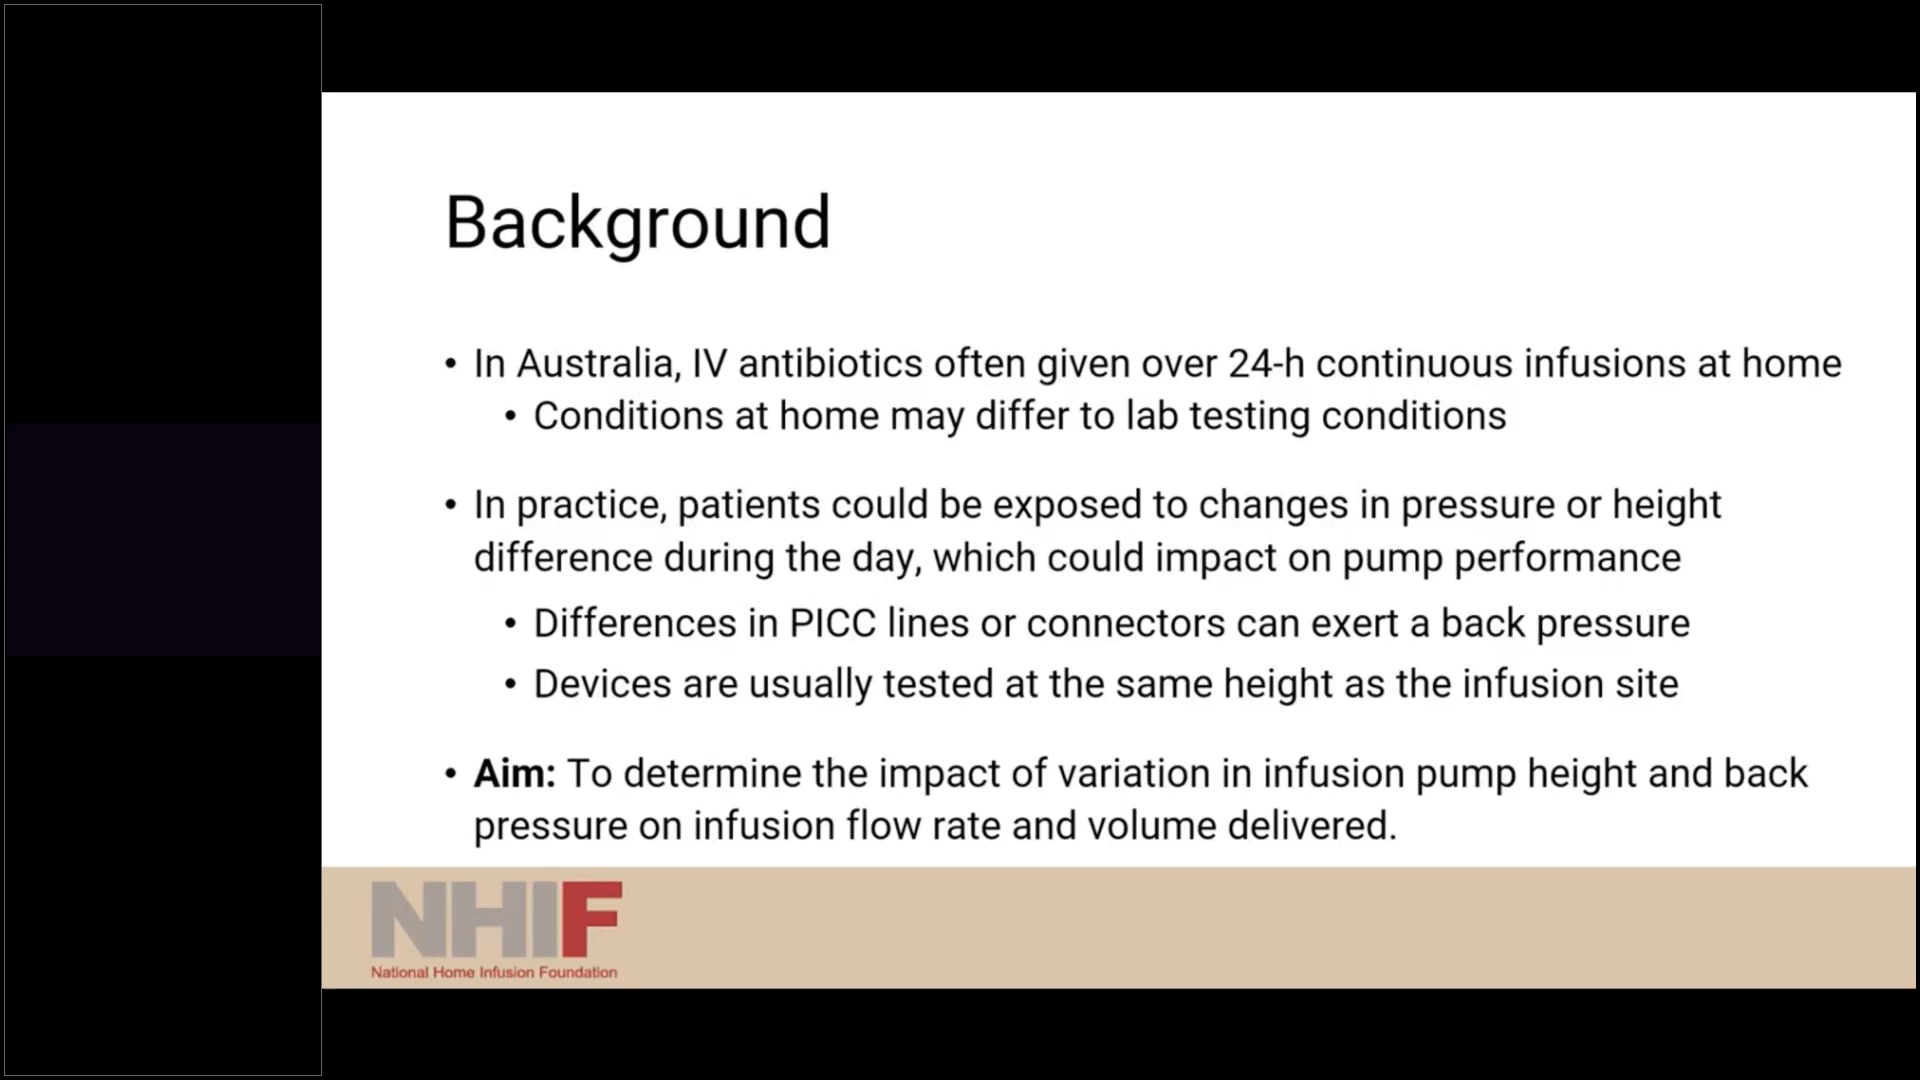 Background
• In Australia, IV antibiotics often given over 24-h continuous infusions at home
• Conditions at home may differ to lab testing conditions
• In practice, patients could be exposed to changes in pressure or height
difference during the day, which could impact on pump performance
• Differences in PICC lines or connectors can exert a back pressure
• Devices are usually tested at the same height as the infusion site
• Aim: To determine the impact of variation in infusion pump height and back
pressure on infusion flow rate and volume delivered.
NHIF
National Home Infusion Foundation